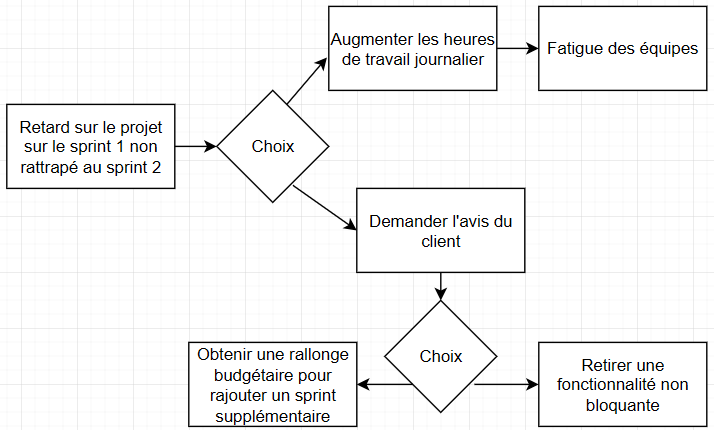 Augmenter les heures
de travail journalier
Fatigue des équipes
Retard sur le projet
sur le sprint 1 non
rattrapé au sprint 2
Choix
Demander l'avis du
client
Choix
Obtenir une rallonge
budgétaire pour
rajouter un sprint
supplémentaire
Retirer une
fonctionnalité non
bloquante